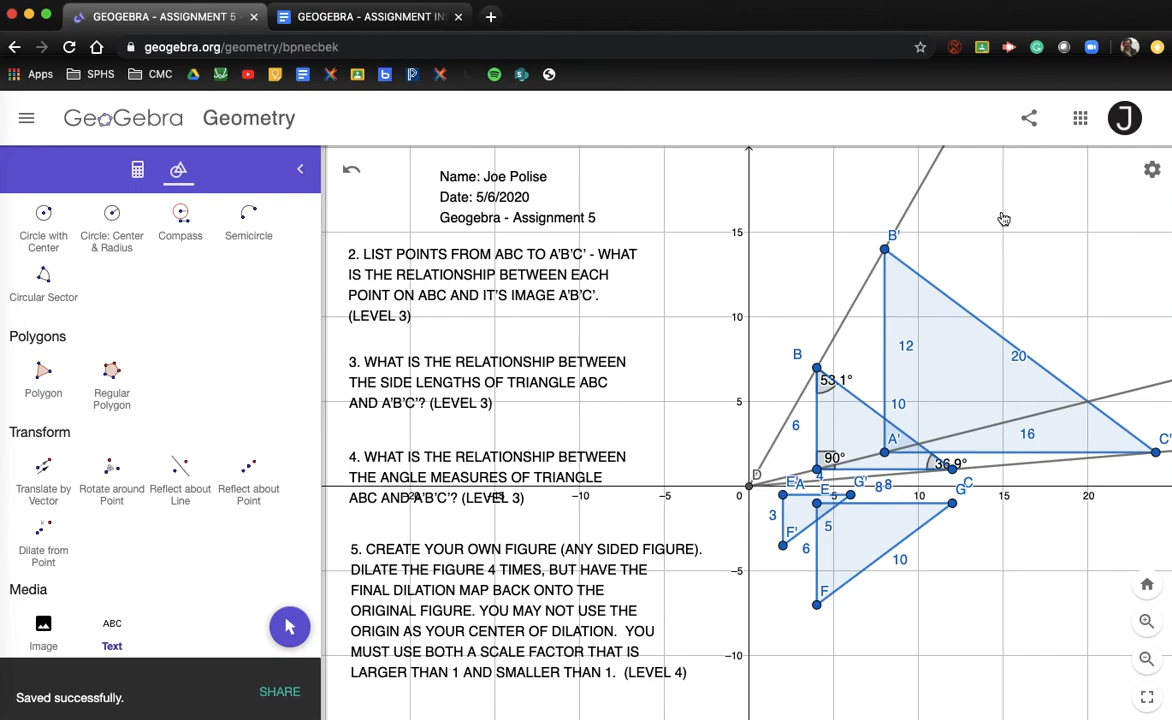 GEOGEBRA - ASSIGNMENT 5
GEOGEBRA - ASSIGNMENT IN
geogebra.org/geometry/bpnecbek
Apps
SPHS
CMC
GeoGebra Geometry
J
Circle with Center
Circle: Center & Radius
Compass
Semicircle
Circular Sector
Polygons
Polygon
Regular Polygon
Transform
Translate by Vector
Rotate around Point
Reflect about Line
Reflect about Point
Dilate from Point
Media
Image
ABC
Text
Saved successfully.
SHARE
Name: Joe Polise
Date: 5/6/2020
Geogebra - Assignment 5
2. LIST POINTS FROM ABC TO A'B'C' - WHAT
IS THE RELATIONSHIP BETWEEN EACH
POINT ON ABC AND IT'S IMAGE A'B'C'.
(LEVEL 3)
3. WHAT IS THE RELATIONSHIP BETWEEN
THE SIDE LENGTHS OF TRIANGLE ABC
AND A'B'C'? (LEVEL 3)
4. WHAT IS THE RELATIONSHIP BETWEEN
THE ANGLE MEASURES OF TRIANGLE
ABC AND A'B'C'? (LEVEL 3)
5. CREATE YOUR OWN FIGURE (ANY SIDED FIGURE).
DILATE THE FIGURE 4 TIMES, BUT HAVE THE
FINAL DILATION MAP BACK ONTO THE
ORIGINAL FIGURE. YOU MAY NOT USE THE
ORIGIN AS YOUR CENTER OF DILATION. YOU
MUST USE BOTH A SCALE FACTOR THAT IS
LARGER THAN 1 AND SMALLER THAN 1. (LEVEL 4)
15
B'
10
12
20
B
53.1°
5
10
6
A'
16
C'
90°
36.9°
D
4
0
E'
A
E
G'
8
8
G
C
-20
-15
-10
-5
5
15
20
3
F'
5
6
10
-5
F
-10